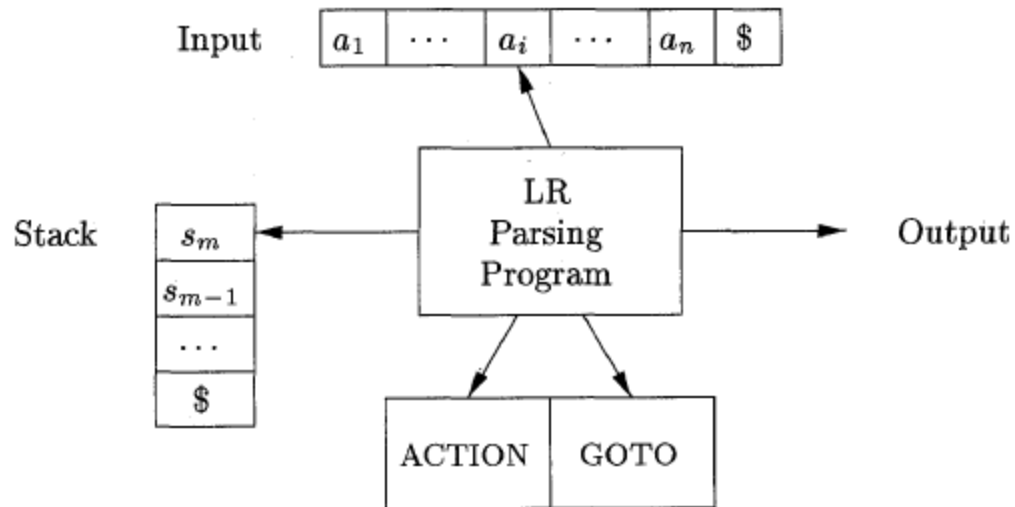 Input a₁ ··· aᵢ ··· aₙ $
LR
Parsing
Program
Stack
sₘ
sₘ₋₁
···
$
Output
ACTION GOTO